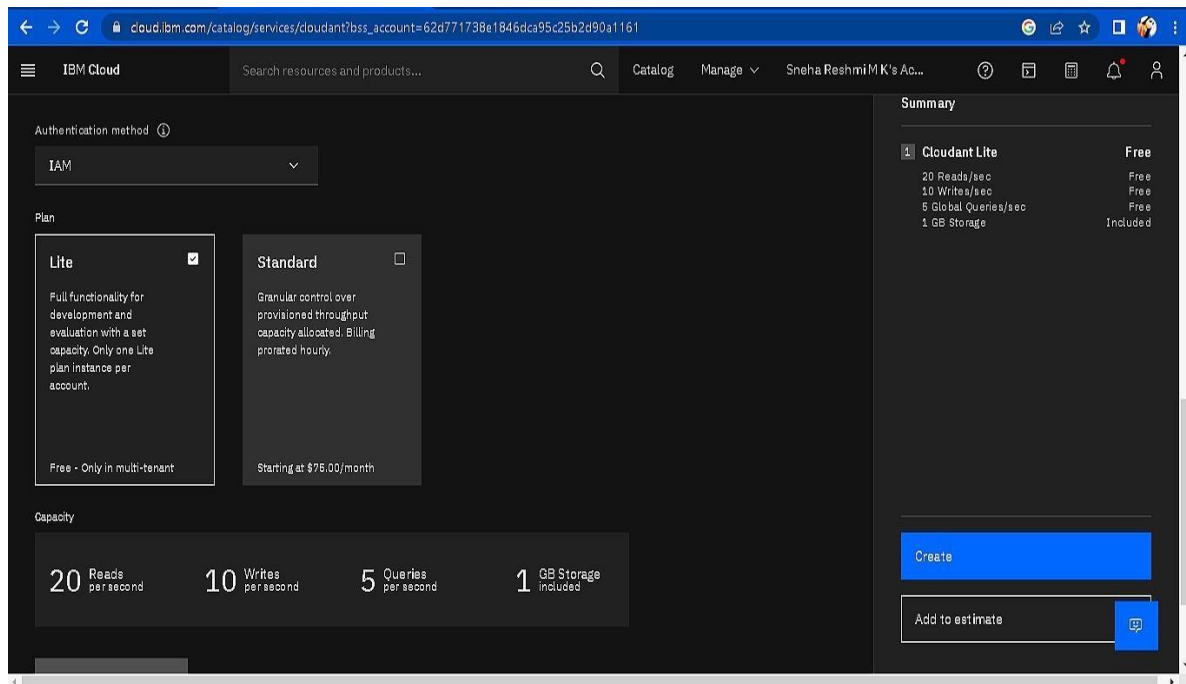 cloud.ibm.com/catalog/services/cloudant?bss_account=62d771738e1846dca95c25b2d90a1161
IBM Cloud
Search resources and products...
Catalog
Manage
Sneha Reshmi M K's Ac...
Authentication method
IAM
Plan
Lite
Full functionality for
development and
evaluation with a set
capacity. Only one Lite
plan instance per
account.
Free - Only in multi-tenant
Standard
Granular control over
provisioned throughput
capacity allocated. Billing
prorated hourly.
Starting at $75.00/month
Capacity
20 Reads per second
10 Writes per second
5 Queries per second
1 GB Storage included
Summary
1 Cloudant Lite Free
20 Reads/sec Free
10 Writes/sec Free
5 Global Queries/sec Free
1 GB Storage Included
Create
Add to estimate